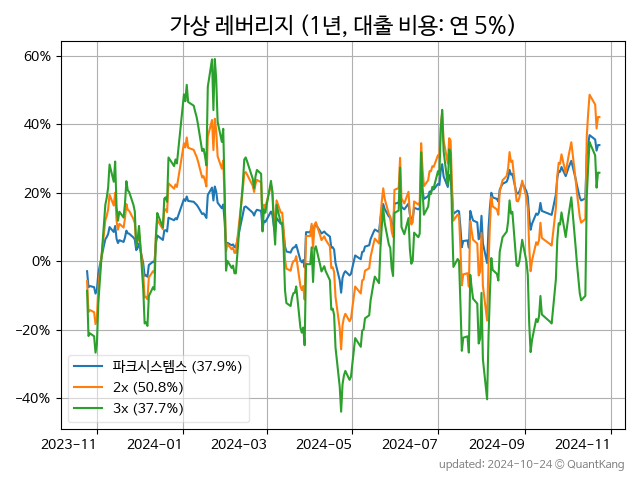 가상 레버리지 (1년, 대출 비용: 연 5%)
60%
40%
20%
0%
−20%
−40%
파크시스템스 (37.9%)
2x (50.8%)
3x (37.7%)
2023-11 2024-01 2024-03 2024-05 2024-07 2024-09 2024-11
updated: 2024-10-24 © QuantKang